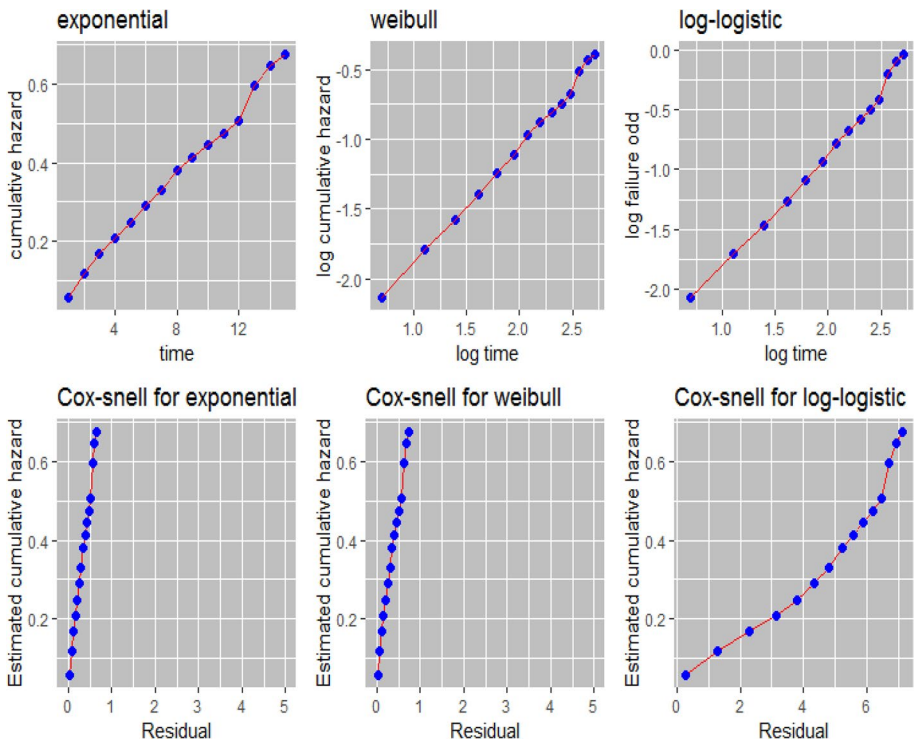 exponential
cumulative hazard
0.6
0.4
0.2
4
8
12
time
weibull
log cumulative hazard
-0.5
-1.0
-1.5
-2.0
1.0
1.5
2.0
2.5
log time
log-logistic
log failure odd
0.0
-0.5
-1.0
-1.5
-2.0
1.0
1.5
2.0
2.5
log time
Cox-snell for exponential
Estimated cumulative hazard
0.6
0.4
0.2
0
1
2
3
4
5
Residual
Cox-snell for weibull
Estimated cumulative hazard
0.6
0.4
0.2
0
1
2
3
4
5
Residual
Cox-snell for log-logistic
Estimated cumulative hazard
0.6
0.4
0.2
0
2
4
6
Residual